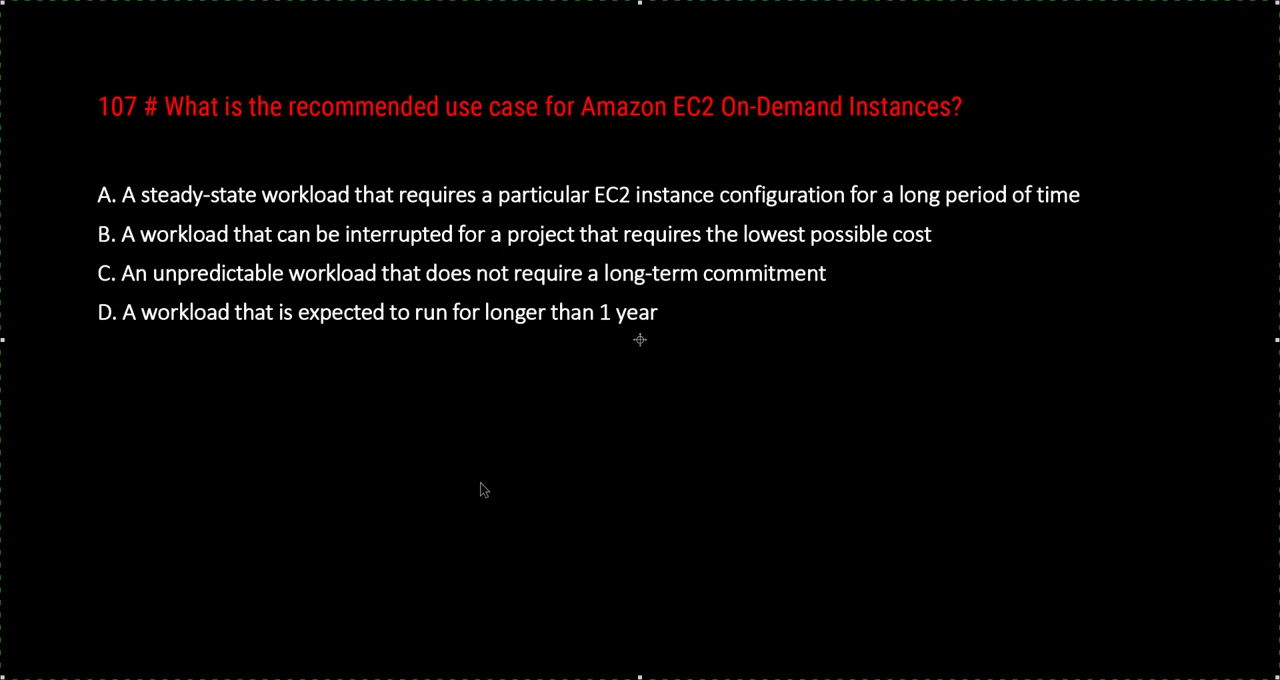 107 # What is the recommended use case for Amazon EC2 On-Demand Instances?
A. A steady-state workload that requires a particular EC2 instance configuration for a long period of time
B. A workload that can be interrupted for a project that requires the lowest possible cost
C. An unpredictable workload that does not require a long-term commitment
D. A workload that is expected to run for longer than 1 year